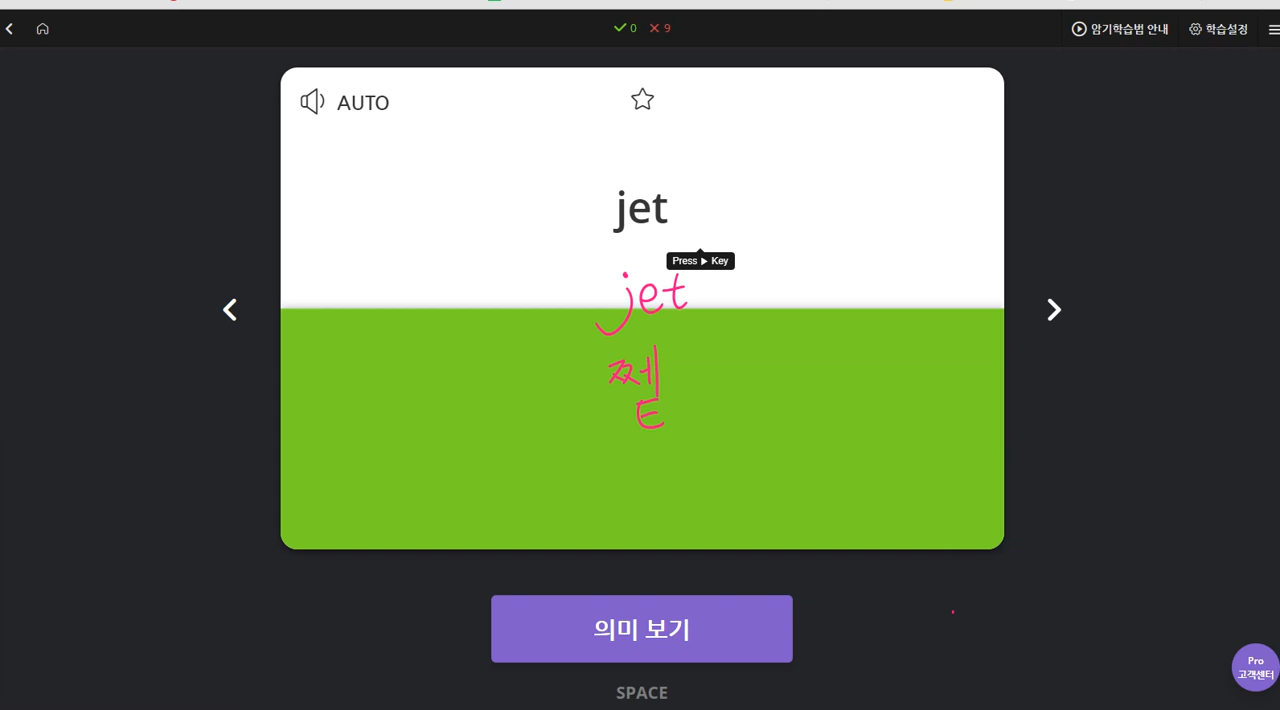 0 9 암기학습법 안내 학습설정
AUTO
jet
Press ▶ Key
jet
쩰
의미 보기
SPACE
Pro
고객센터